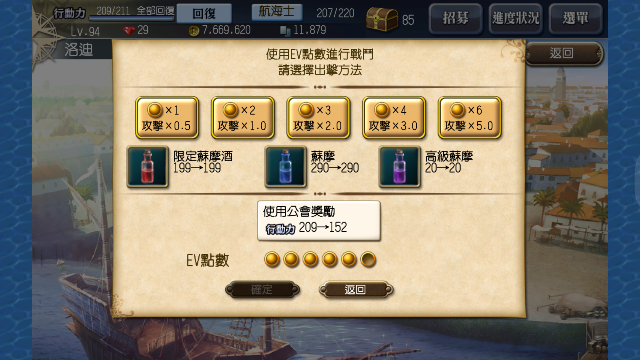 行動力 209/211 全部回復 回復 航海士 207/220 85 招募 進度狀況 選單
Lv.94 29 7,669,620 11,879
洛迪 返回
使用EV點數進行戰鬥
請選擇出擊方法
×1 ×2 ×3 ×4 ×6
攻擊×0.5 攻擊×1.0 攻擊×2.0 攻擊×3.0 攻擊×5.0
限定蘇摩酒 蘇摩 高級蘇摩
199→199 290→290 20→20
使用公會獎勵
行動力 209→152
EV點數
確定 返回